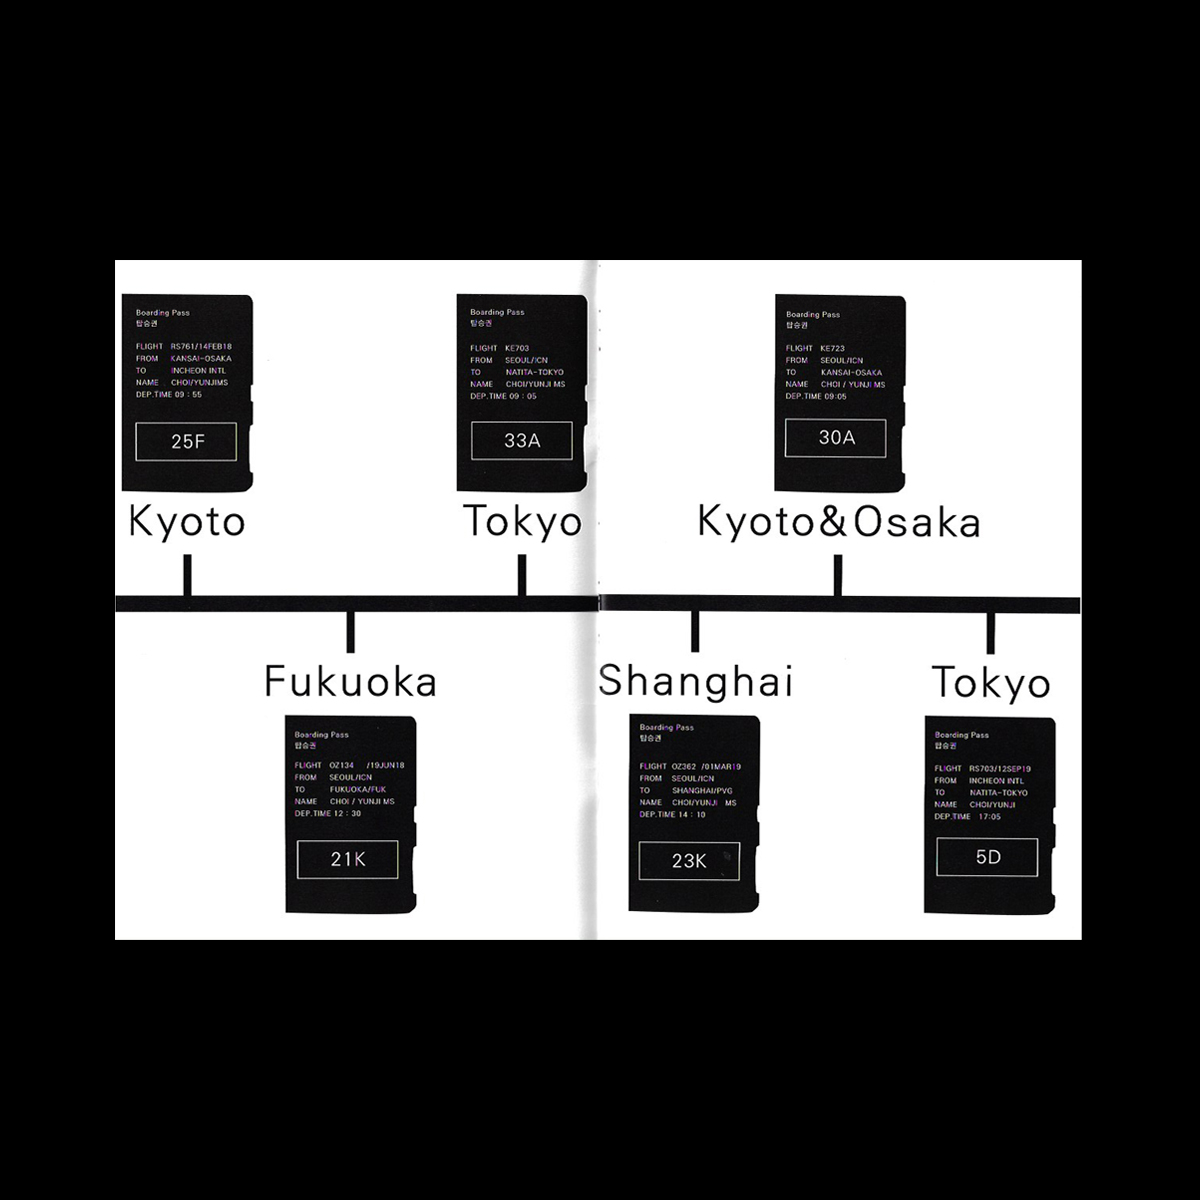 Boarding Pass
탑승권
FLIGHT RS761/14FEB18
FROM KANSAI-OSAKA
TO INCHEON INTL
NAME CHOI/YUNJIMS
DEP.TIME 09 : 55
25F
Kyoto
Boarding Pass
탑승권
FLIGHT KE703
FROM SEOUL/ICN
TO NATITA-TOKYO
NAME CHOI/YUNJI MS
DEP.TIME 09 : 05
33A
Tokyo
Boarding Pass
탑승권
FLIGHT KE723
FROM SEOUL/ICN
TO KANSAI-OSAKA
NAME CHOI / YUNJI MS
DEP.TIME 09:05
30A
Kyoto&Osaka
Fukuoka
Boarding Pass
탑승권
FLIGHT OZ134 /19JUN18
FROM SEOUL/ICN
TO FUKUOKA/FUK
NAME CHOI / YUNJI MS
DEP.TIME 12 : 30
21K
Shanghai
Boarding Pass
탑승권
FLIGHT OZ362 /01MAR19
FROM SEOUL/ICN
TO SHANGHAI/PVG
NAME CHOI/YUNJI MS
DEP.TIME 14 : 10
23K
Tokyo
Boarding Pass
탑승권
FLIGHT RS703/12SEP19
FROM INCHEON INTL
TO NATITA-TOKYO
NAME CHOI/YUNJI
DEP.TIME 17:05
5D